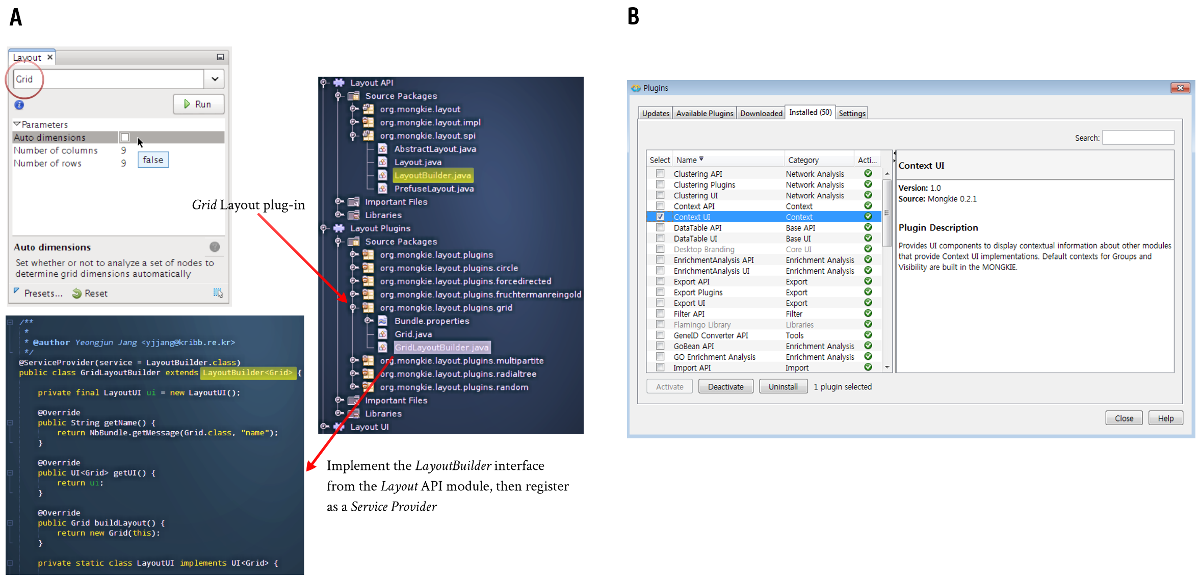 A
Layout
Grid
Run
Parameters
Auto dimensions
Number of columns 9
Number of rows 9
false
Auto dimensions
Set whether or not to analyze a set of nodes to
determine grid dimensions automatically
Presets... Reset
Grid Layout plug-in
Layout API
Source Packages
org.mongkie.layout
org.mongkie.layout.impl
org.mongkie.layout.spi
AbstractLayout.java
Layout.java
LayoutBuilder.java
PrefuseLayout.java
Important Files
Libraries
Layout Plugins
Source Packages
org.mongkie.layout.plugins
org.mongkie.layout.plugins.circle
org.mongkie.layout.plugins.forcedirected
org.mongkie.layout.plugins.fruchtermanreingold
org.mongkie.layout.plugins.grid
Bundle.properties
Grid.java
GridLayoutBuilder.java
org.mongkie.layout.plugins.multipartite
org.mongkie.layout.plugins.radialtree
org.mongkie.layout.plugins.random
Important Files
Libraries
Layout UI
/**
*
* @author Yeongjun Jang <yjjang@kribb.re.kr>
*/
@ServiceProvider(service = LayoutBuilder.class)
public class GridLayoutBuilder extends LayoutBuilder<Grid> {
private final LayoutUI ui = new LayoutUI();
@Override
public String getName() {
return NbBundle.getMessage(Grid.class, "name");
}
@Override
public UI<Grid> getUI() {
return ui;
}
@Override
public Grid buildLayout() {
return new Grid(this);
}
private static class LayoutUI implements UI<Grid> {
Implement the LayoutBuilder interface
from the Layout API module, then register
as a Service Provider
B
Plugins
Updates Available Plugins Downloaded Installed (50) Settings
Search:
Select Name Category Acti...
Clustering API Network Analysis
Clustering Plugins Network Analysis
Clustering UI Network Analysis
Context API Context
Context UI Context
DataTable API Base API
DataTable UI Base UI
Desktop Branding Core UI
EnrichmentAnalysis API Enrichment Analysis
EnrichmentAnalysis UI Enrichment Analysis
Export API Export
Export Plugins Export
Export UI Export
Filter API Filter
Flamingo Library Libraries
GeneID Converter API Tools
GoBean API Enrichment Analysis
GO Enrichment Analysis Enrichment Analysis
Import API Import
Context UI
Version: 1.0
Source: Mongkie 0.2.1
Plugin Description
Provides UI components to display contextual information about other modules
that provide Context UI implementations. Default contexts for Groups and
Visibility are built in the MONGKIE.
Activate Deactivate Uninstall 1 plugin selected
Close Help